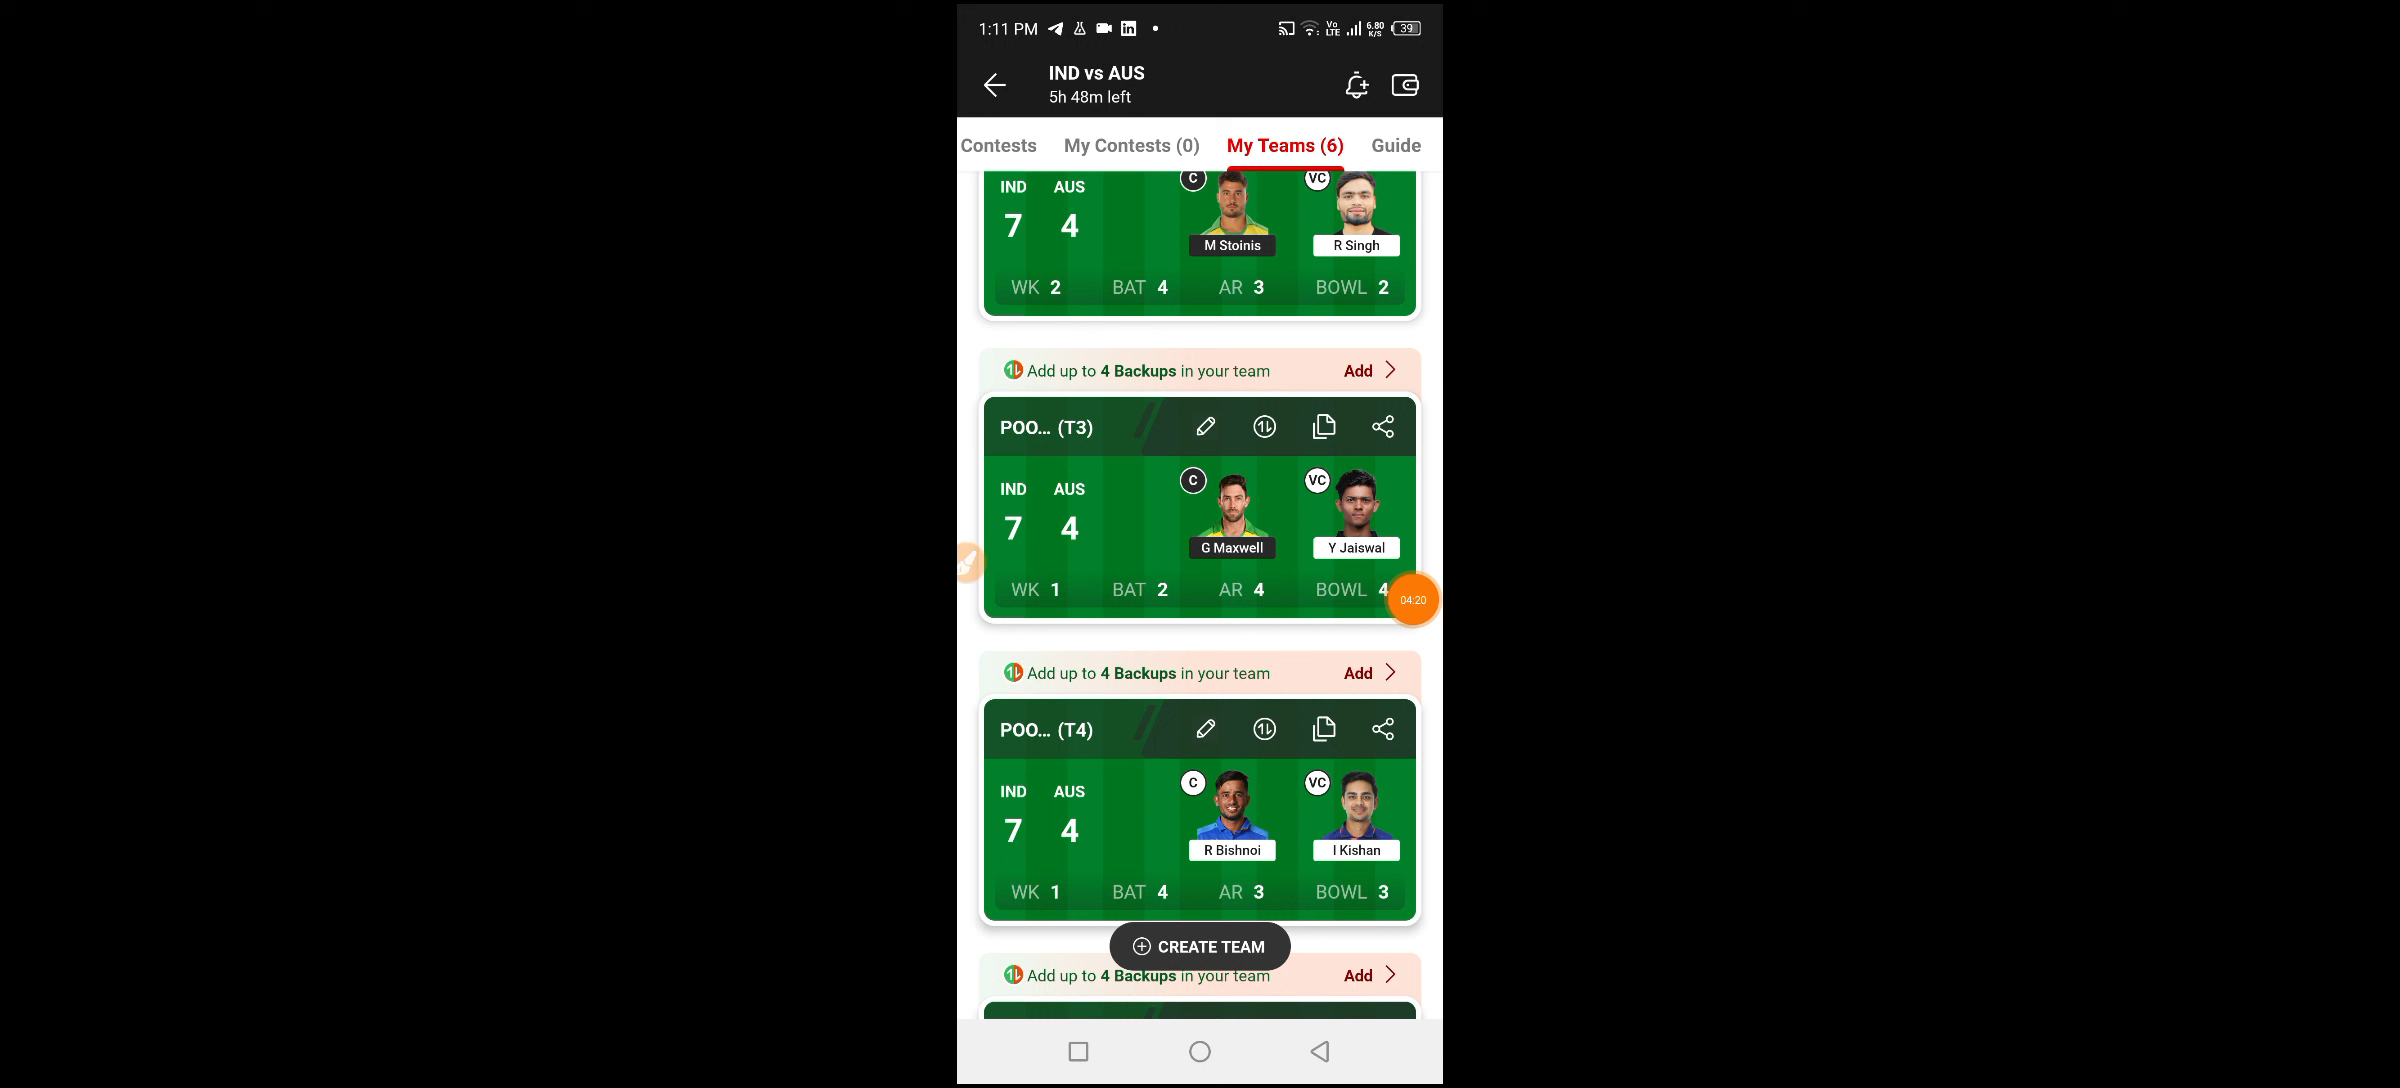 1:11 PM
Vo LTE
6.80 K/S
39
IND vs AUS
5h 48m left
Contests My Contests (0) My Teams (6) Guide
IND AUS
C VC
7 4
M Stoinis R Singh
WK 2 BAT 4 AR 3 BOWL 2
Add up to 4 Backups in your team Add
POO... (T3)
C VC
IND AUS
7 4
G Maxwell Y Jaiswal
WK 1 BAT 2 AR 4 BOWL 4
04:20
Add up to 4 Backups in your team Add
POO... (T4)
C VC
IND AUS
7 4
R Bishnoi I Kishan
WK 1 BAT 4 AR 3 BOWL 3
CREATE TEAM
Add up to 4 Backups in your team Add